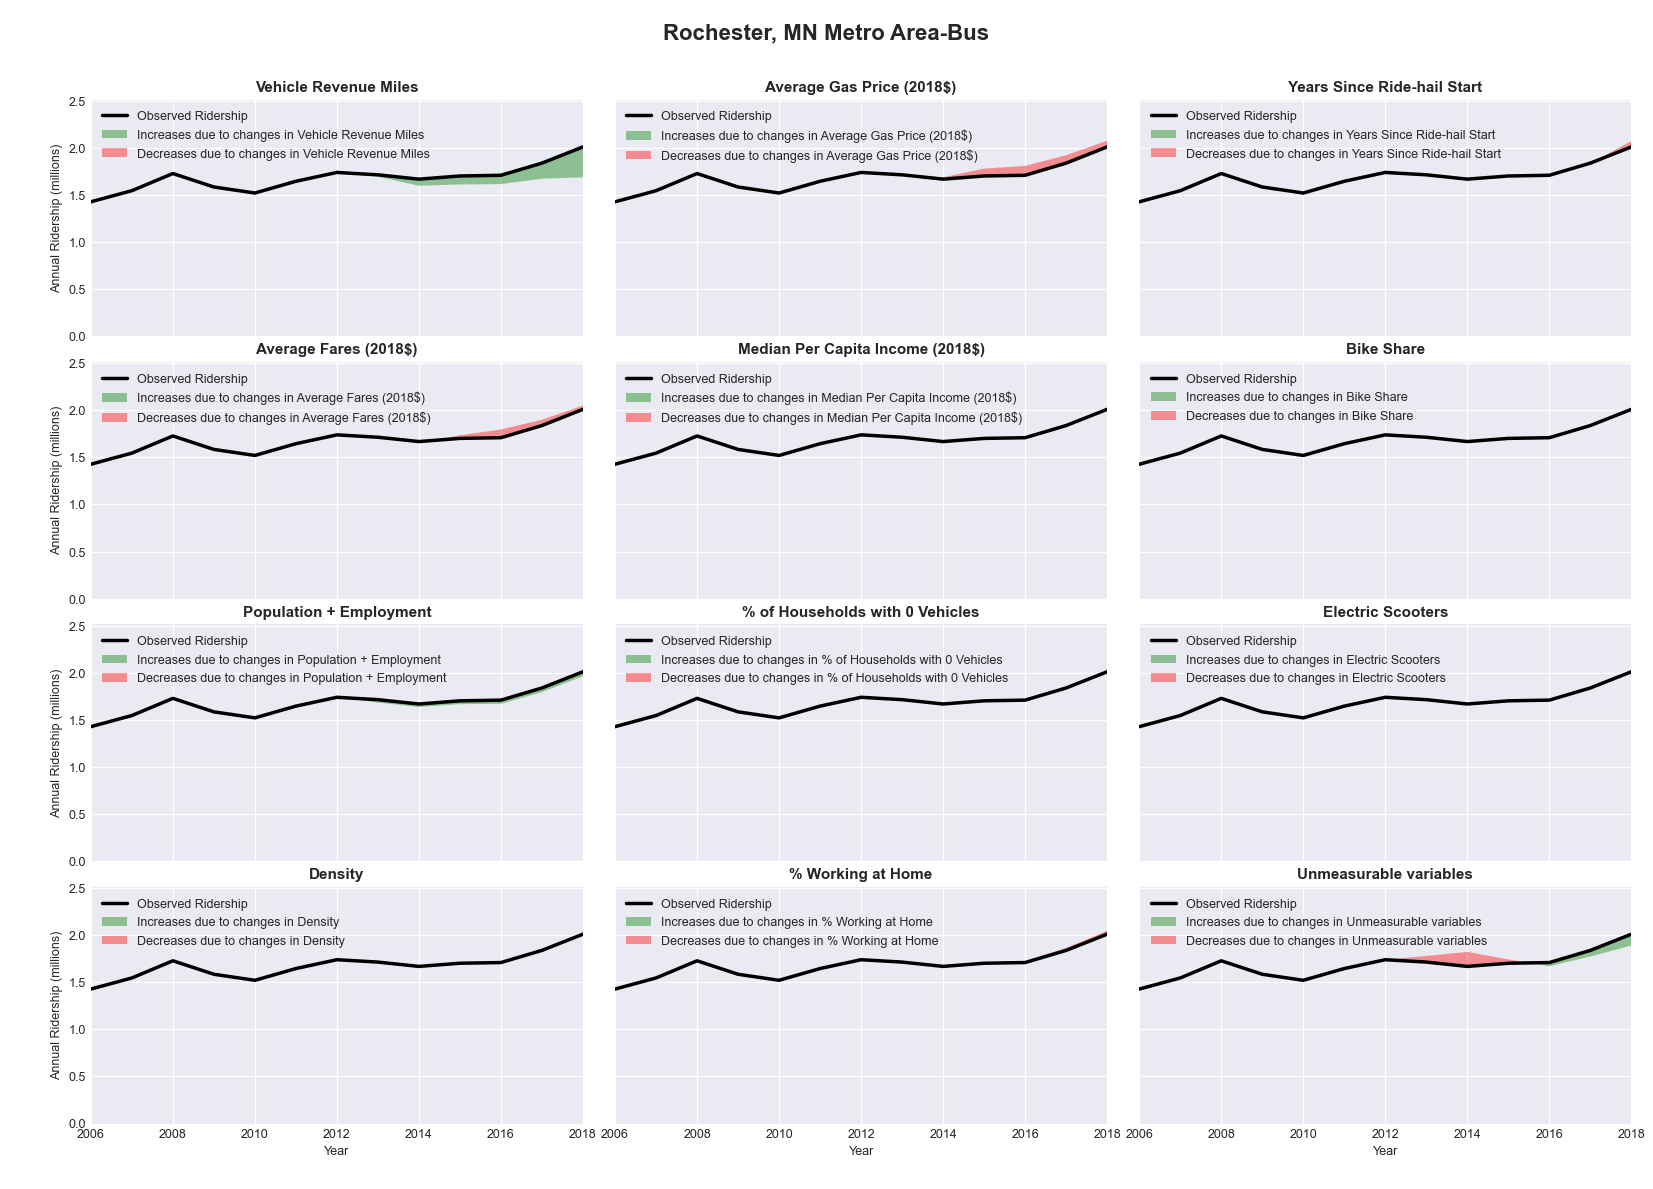 Rochester, MN Metro Area-Bus
Vehicle Revenue Miles
Annual Ridership (millions)
2.5
2.0
1.5
1.0
0.5
0.0
Observed Ridership
Increases due to changes in Vehicle Revenue Miles
Decreases due to changes in Vehicle Revenue Miles
Average Gas Price (2018$)
Observed Ridership
Increases due to changes in Average Gas Price (2018$)
Decreases due to changes in Average Gas Price (2018$)
Years Since Ride-hail Start
Observed Ridership
Increases due to changes in Years Since Ride-hail Start
Decreases due to changes in Years Since Ride-hail Start
Average Fares (2018$)
Annual Ridership (millions)
2.5
2.0
1.5
1.0
0.5
0.0
Observed Ridership
Increases due to changes in Average Fares (2018$)
Decreases due to changes in Average Fares (2018$)
Median Per Capita Income (2018$)
Observed Ridership
Increases due to changes in Median Per Capita Income (2018$)
Decreases due to changes in Median Per Capita Income (2018$)
Bike Share
Observed Ridership
Increases due to changes in Bike Share
Decreases due to changes in Bike Share
Population + Employment
Annual Ridership (millions)
2.5
2.0
1.5
1.0
0.5
0.0
Observed Ridership
Increases due to changes in Population + Employment
Decreases due to changes in Population + Employment
% of Households with 0 Vehicles
Observed Ridership
Increases due to changes in % of Households with 0 Vehicles
Decreases due to changes in % of Households with 0 Vehicles
Electric Scooters
Observed Ridership
Increases due to changes in Electric Scooters
Decreases due to changes in Electric Scooters
Density
Annual Ridership (millions)
2.5
2.0
1.5
1.0
0.5
0.0
Observed Ridership
Increases due to changes in Density
Decreases due to changes in Density
2006 2008 2010 2012 2014 2016 2018
Year
% Working at Home
Observed Ridership
Increases due to changes in % Working at Home
Decreases due to changes in % Working at Home
2006 2008 2010 2012 2014 2016 2018
Year
Unmeasurable variables
Observed Ridership
Increases due to changes in Unmeasurable variables
Decreases due to changes in Unmeasurable variables
2006 2008 2010 2012 2014 2016 2018
Year